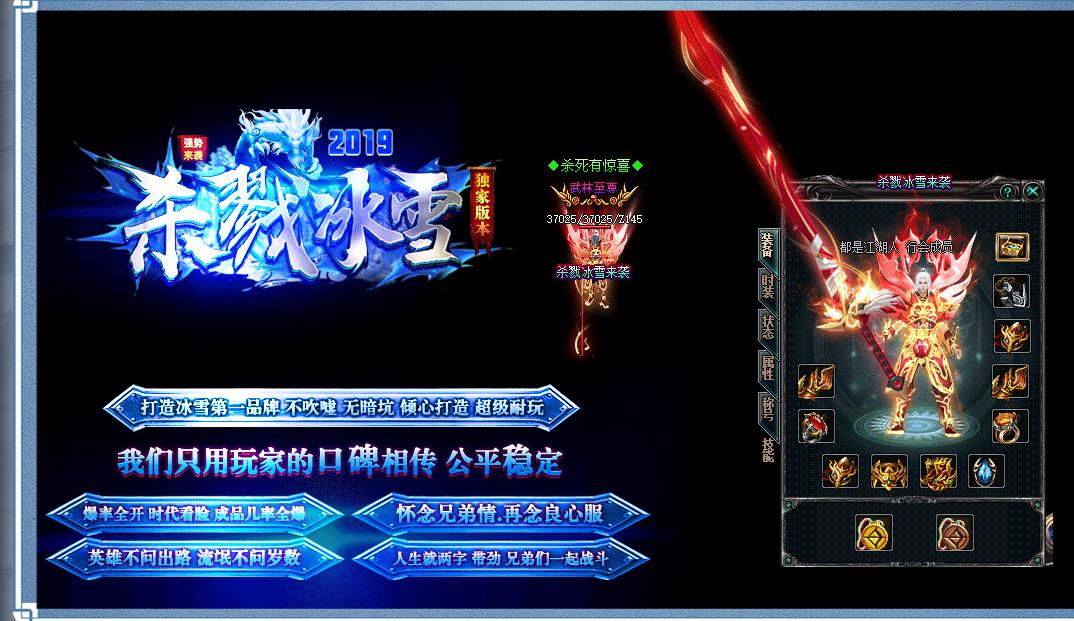 强势
来袭
2019
杀戮冰雪
独家版本
◆杀死有惊喜◆
武林至尊
37025/37025/Z145
杀戮冰雪来袭
杀戮冰雪来袭
都是江湖人 行会成员
装备
时装
状态
属性
称号
技能
打造冰雪第一品牌 不吹嘘 无暗坑 倾心打造 超级耐玩
我们只用玩家的口碑相传 公平稳定
爆率全开 时代看脸 成品几率全爆
怀念兄弟情.再念良心服
英雄不问出路 流氓不问岁数
人生就两字 带劲 兄弟们一起战斗